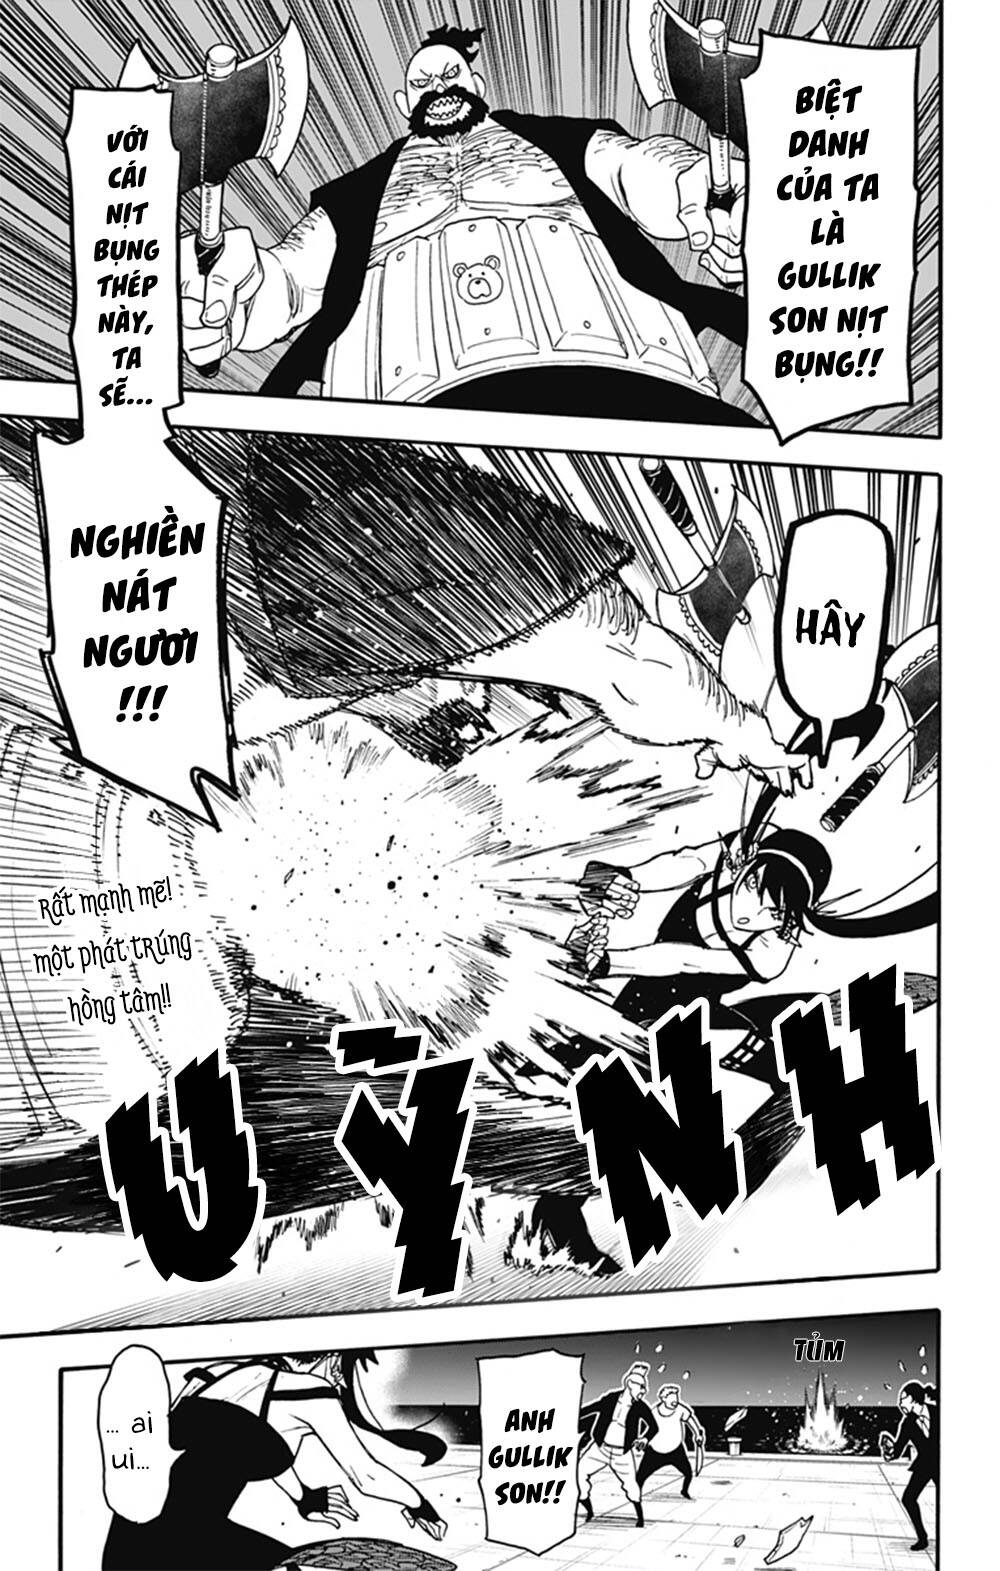 BIỆT
DANH
CỦA TA
LÀ
GULLIK
SON NỊT
BỤNG!!
VỚI
CÁI
NỊT
BỤNG
THÉP
NÀY,
TA
SẼ...
HÂY
NGHIỀN
NÁT
NGƯƠI
!!!
Rất mạnh mẽ!
một phát trúng
hồng tâm!!
UỲNH
TỦM
ANH
GULLIK
SON!!
... ai
ui...